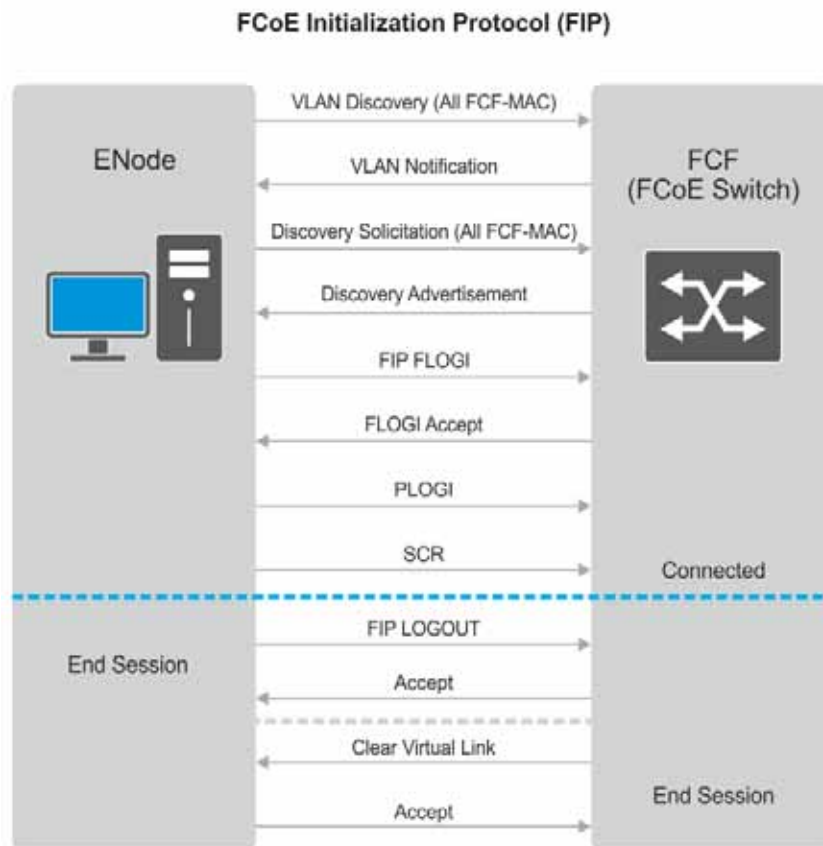 FCoE Initialization Protocol (FIP)
VLAN Discovery (All FCF-MAC)
ENode
VLAN Notification
FCF
(FCoE Switch)
Discovery Solicitation (All FCF-MAC)
Discovery Advertisement
FIP FLOGI
FLOGI Accept
PLOGI
SCR
Connected
FIP LOGOUT
End Session
Accept
Clear Virtual Link
End Session
Accept